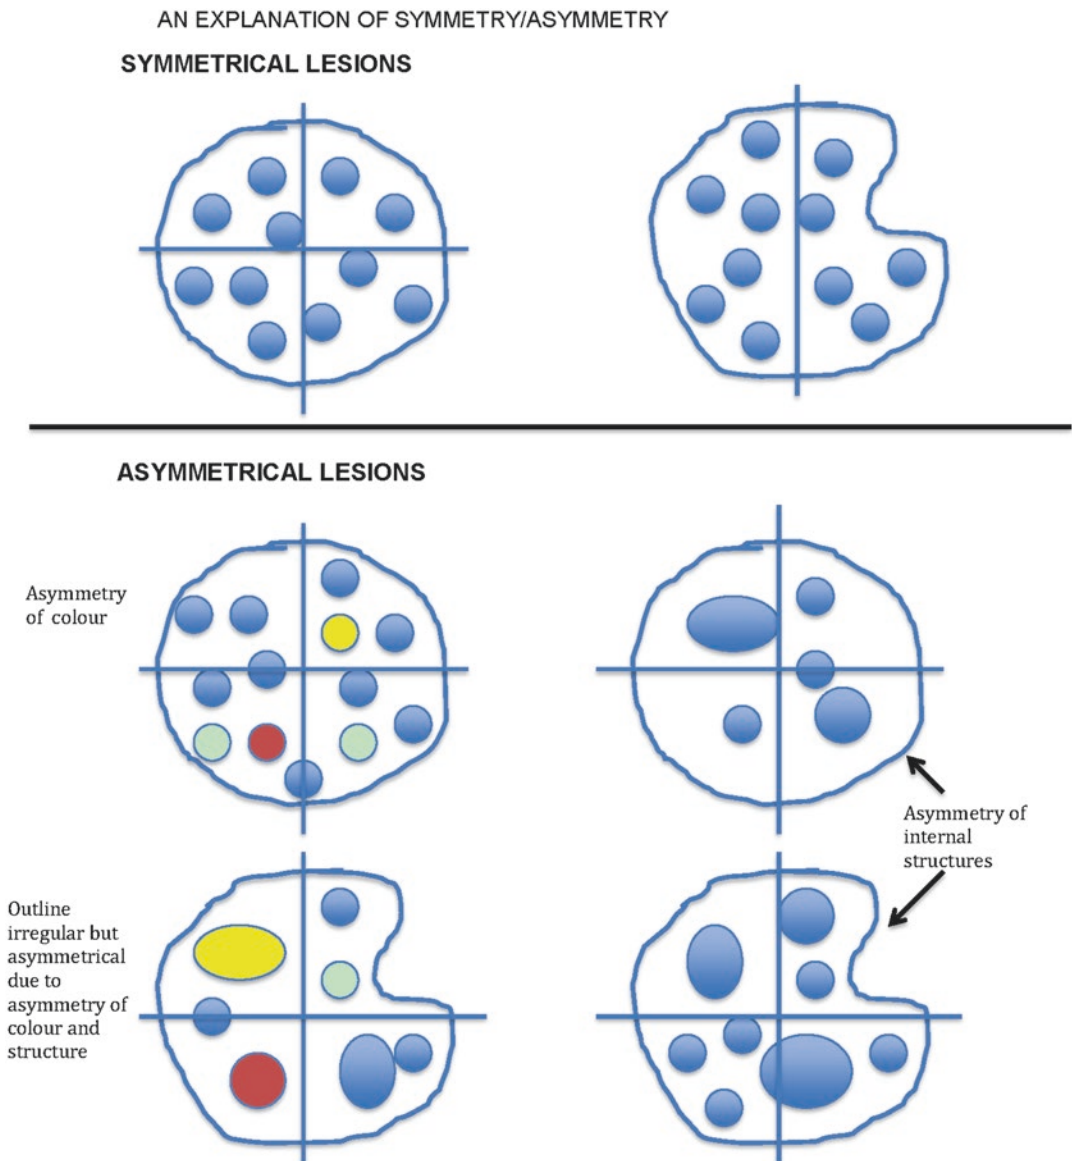 AN EXPLANATION OF SYMMETRY/ASYMMETRY
SYMMETRICAL LESIONS
ASYMMETRICAL LESIONS
Asymmetry
of colour
Asymmetry of
internal
structures
Outline
irregular but
asymmetrical
due to
asymmetry of
colour and
structure